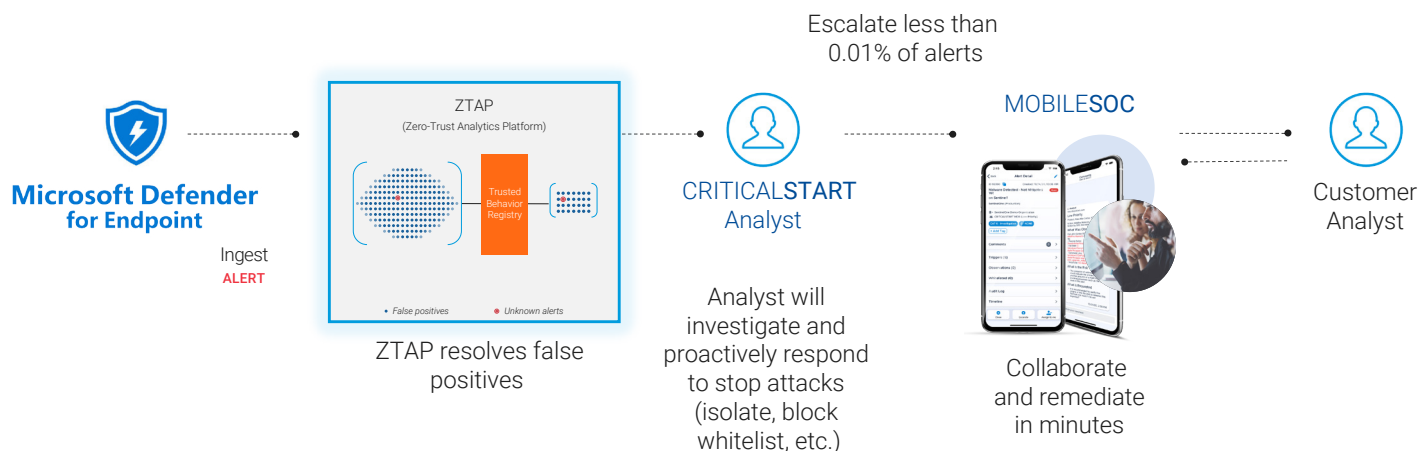 Escalate less than
0.01% of alerts
ZTAP
(Zero-Trust Analytics Platform)
Trusted
Behavior
Registry
False positives
Unknown alerts
ZTAP resolves false
positives
Microsoft Defender
for Endpoint
Ingest
ALERT
CRITICALSTART
Analyst
Analyst will
investigate and
proactively respond
to stop attacks
(isolate, block
whitelist, etc.)
MOBILESOC
Collaborate
and remediate
in minutes
Customer
Analyst